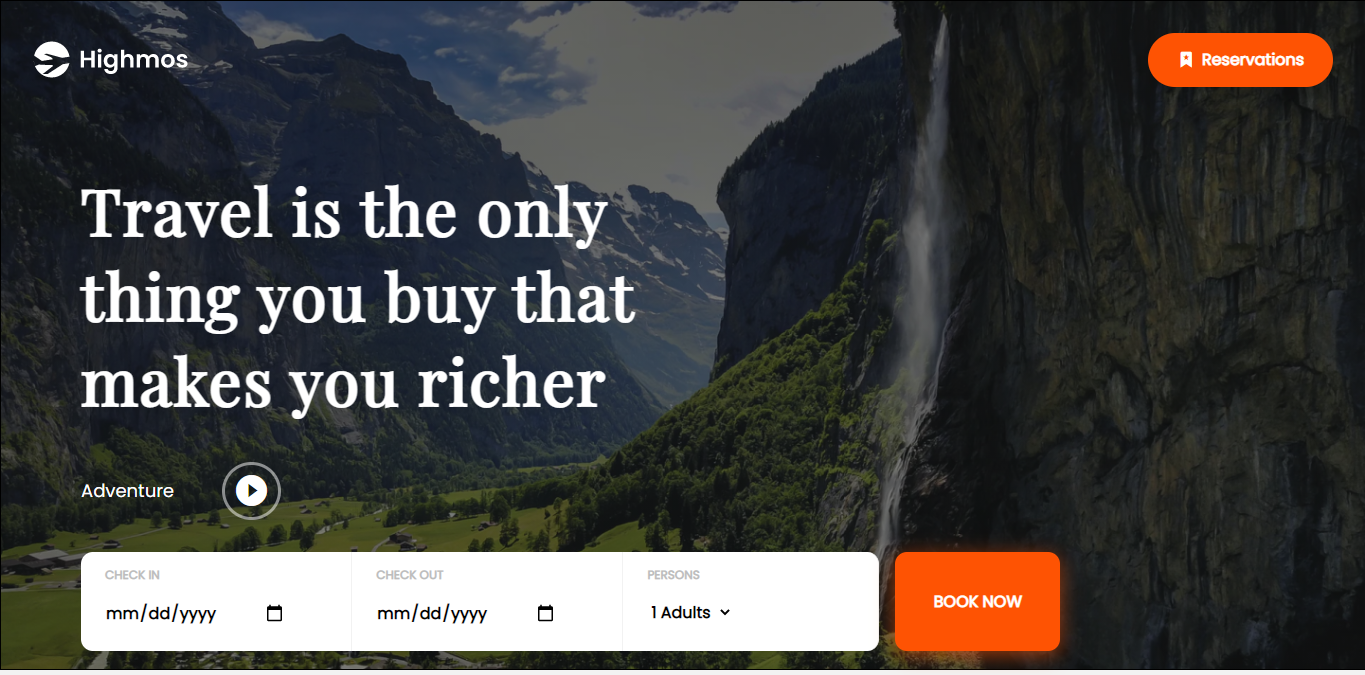 Highmos
Reservations
Travel is the only
thing you buy that
makes you richer
Adventure
CHECK IN
CHECK OUT
PERSONS
mm/dd/yyyy
mm/dd/yyyy
1 Adults
BOOK NOW